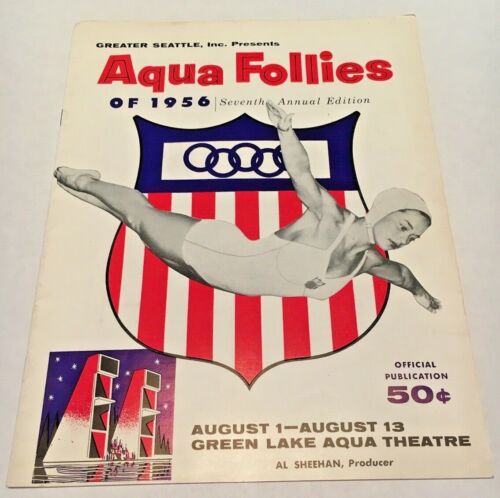 GREATER SEATTLE, Inc. Presents
Aqua Follies
OF 1956 | Seventh Annual Edition
OFFICIAL
PUBLICATION
50¢
AUGUST 1—AUGUST 13
GREEN LAKE AQUA THEATRE
AL SHEEHAN, Producer